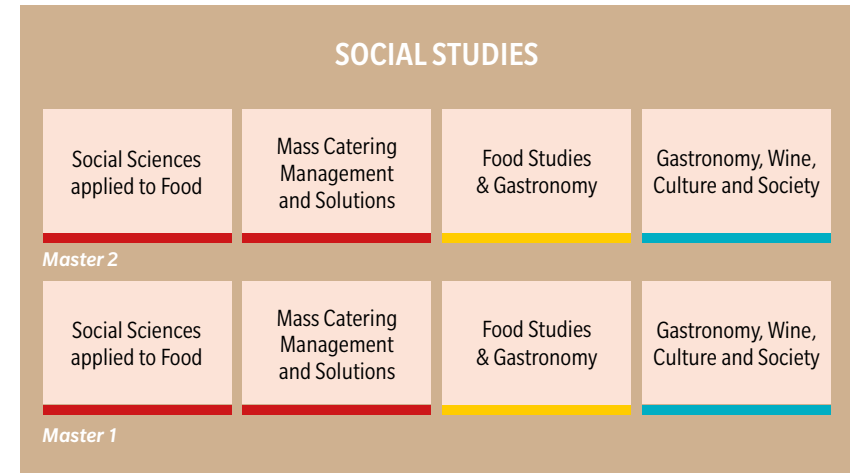 SOCIAL STUDIES
Social Sciences
applied to Food
Mass Catering
Management
and Solutions
Food Studies
& Gastronomy
Gastronomy, Wine,
Culture and Society
Master 2
Social Sciences
applied to Food
Mass Catering
Management
and Solutions
Food Studies
& Gastronomy
Gastronomy, Wine,
Culture and Society
Master 1